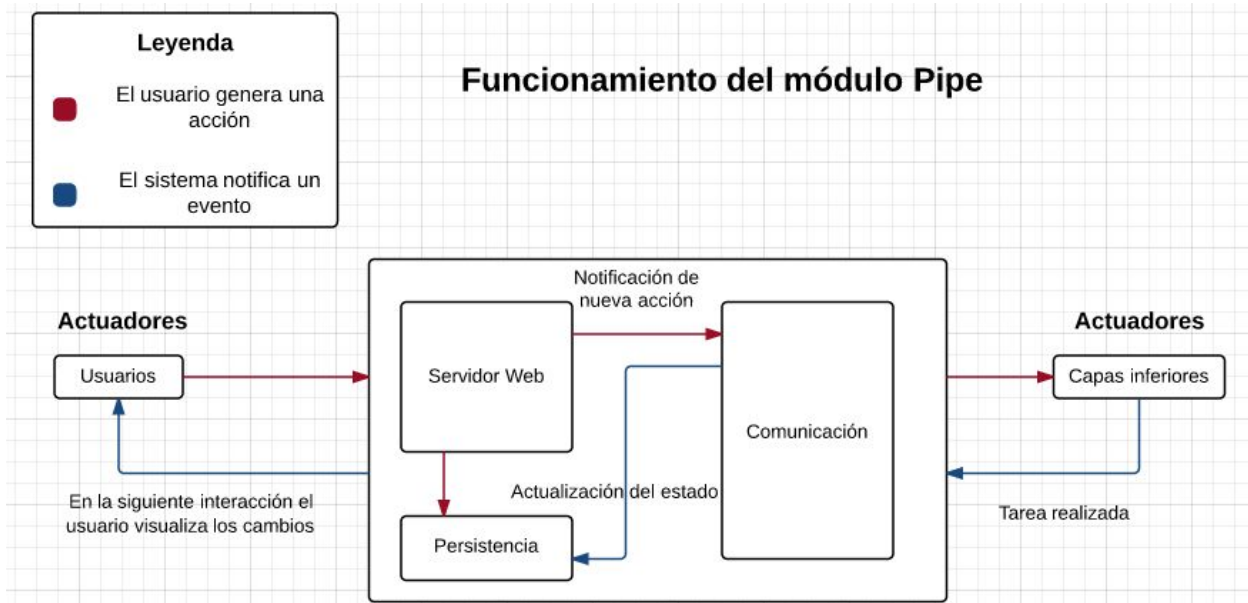 Leyenda
El usuario genera una
acción
El sistema notifica un
evento
Funcionamiento del módulo Pipe
Actuadores
Usuarios
En la siguiente interacción el
usuario visualiza los cambios
Notificación de
nueva acción
Servidor Web
Comunicación
Actualización del estado
Persistencia
Actuadores
Capas inferiores
Tarea realizada